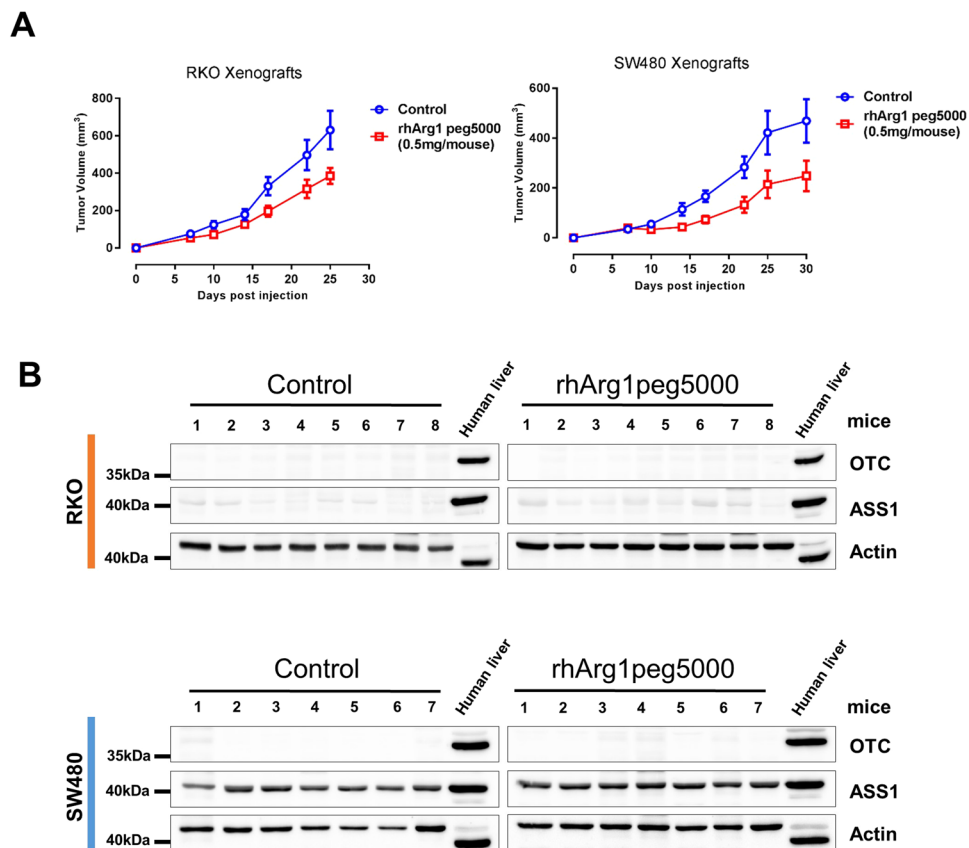 A
RKO Xenografts
Tumor Volume (mm3)
800
600
400
200
0
0 5 10 15 20 25 30
Days post injection
Control
rhArg1 peg5000
(0.5mg/mouse)
SW480 Xenografts
Tumor Volume (mm3)
600
400
200
0
0 5 10 15 20 25 30
Days post injection
Control
rhArg1 peg5000
(0.5mg/mouse)
B
RKO
Control Human liver rhArg1peg5000 Human liver
1 2 3 4 5 6 7 8 1 2 3 4 5 6 7 8 mice
35kDa OTC
40kDa ASS1
40kDa Actin
SW480
Control Human liver rhArg1peg5000 Human liver
1 2 3 4 5 6 7 1 2 3 4 5 6 7 mice
35kDa OTC
40kDa ASS1
40kDa Actin